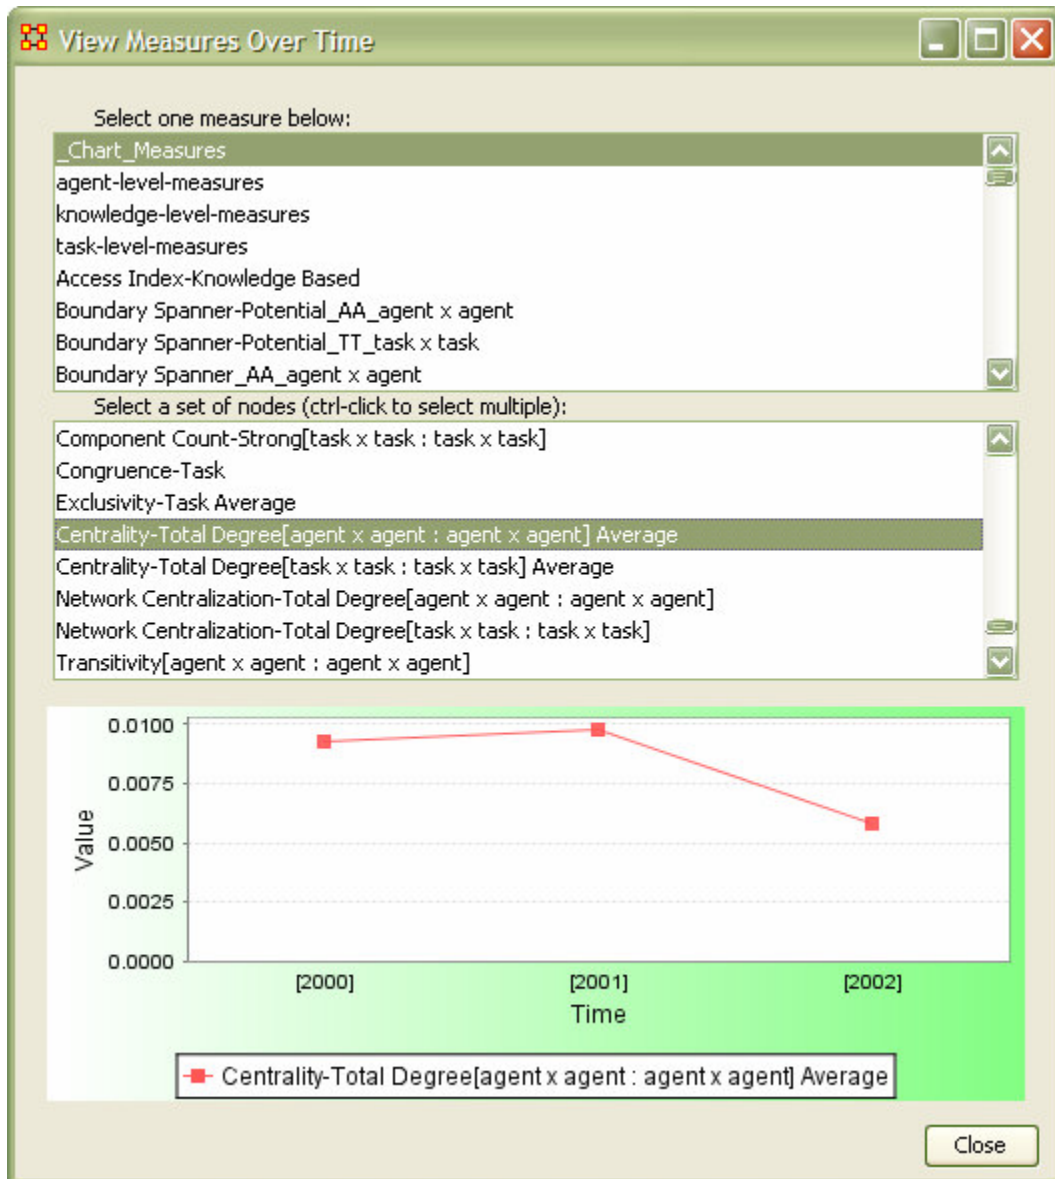 View Measures Over Time
Select one measure below:
_Chart_Measures
agent-level-measures
knowledge-level-measures
task-level-measures
Access Index-Knowledge Based
Boundary Spanner-Potential_AA_agent x agent
Boundary Spanner-Potential_TT_task x task
Boundary Spanner_AA_agent x agent
Select a set of nodes (ctrl-click to select multiple):
Component Count-Strong[task x task : task x task]
Congruence-Task
Exclusivity-Task Average
Centrality-Total Degree[agent x agent : agent x agent] Average
Centrality-Total Degree[task x task : task x task] Average
Network Centralization-Total Degree[agent x agent : agent x agent]
Network Centralization-Total Degree[task x task : task x task]
Transitivity[agent x agent : agent x agent]
0.0100
0.0075
0.0050
0.0025
0.0000
Value
[2000] [2001] [2002]
Time
Centrality-Total Degree[agent x agent : agent x agent] Average
Close